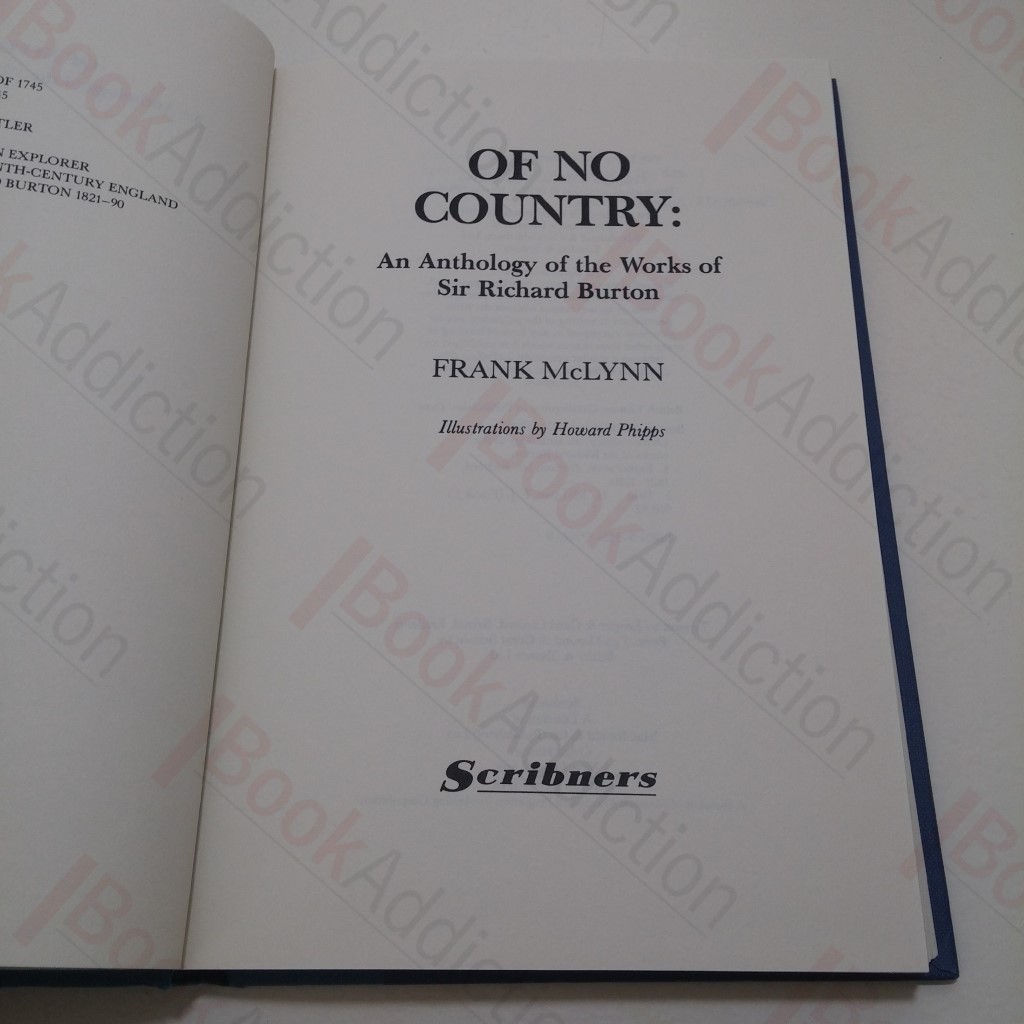 OF 1745
TLER
EXPLORER
CENTURY ENGLAND
BURTON 1821–90
OF NO
COUNTRY:
An Anthology of the Works of
Sir Richard Burton
FRANK McLYNN
Illustrations by Howard Phipps
Scribners
BookAddiction